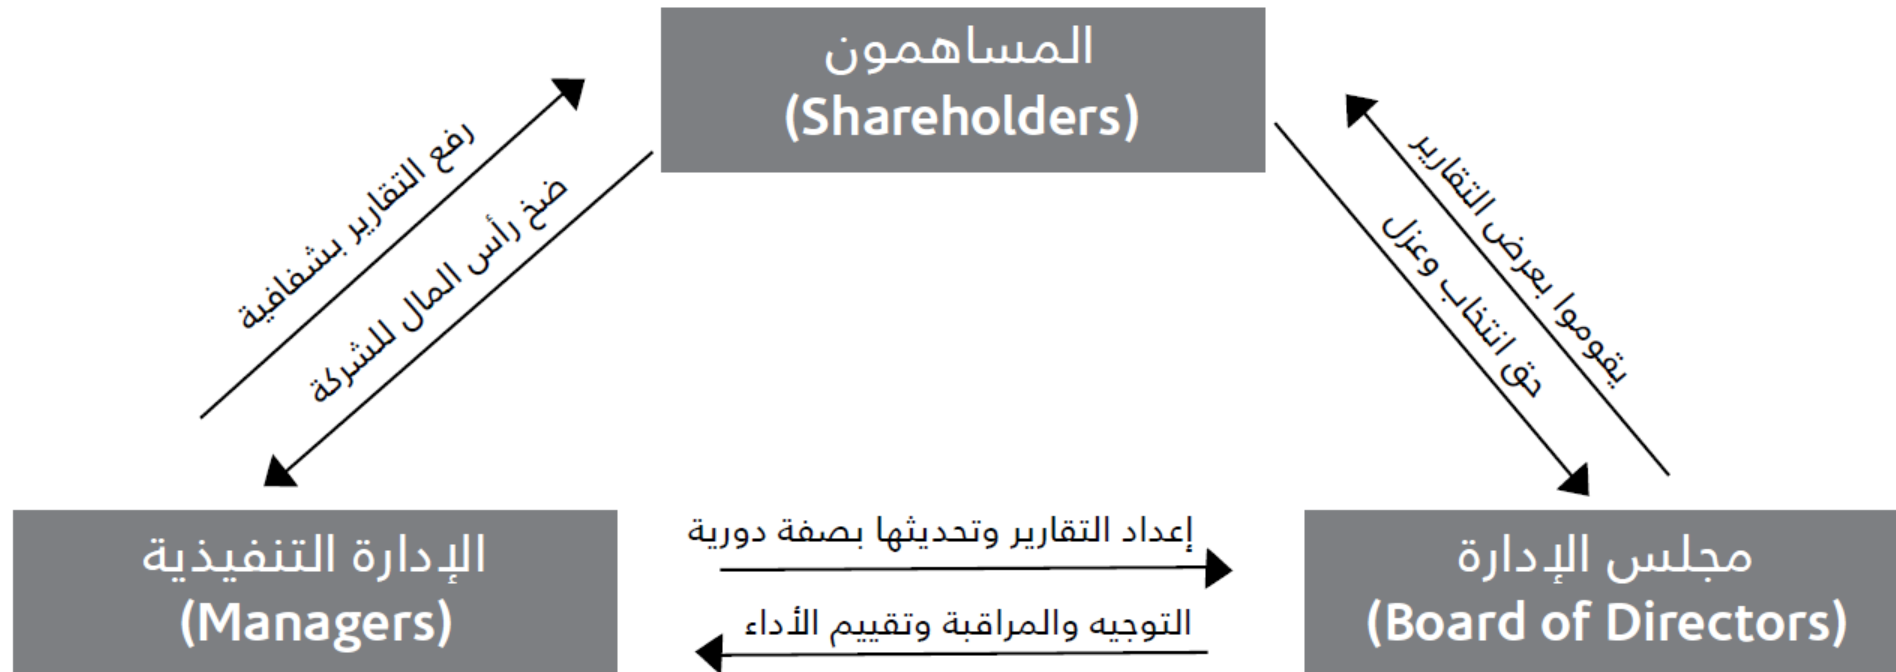 المساهمون
(Shareholders)
رفع التقارير بشفافية
ضخ رأس المال للشركة
يقوموا بعرض التقارير
حق انتخاب وعزل
إعداد التقارير وتحديثها بصفة دورية
التوجيه والمراقبة وتقييم الأداء
الإدارة التنفيذية
(Managers)
مجلس الإدارة
(Board of Directors)